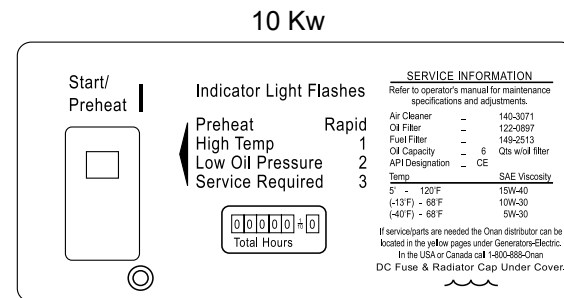 10 Kw
Start/
Preheat
Indicator Light Flashes
Preheat Rapid
High Temp 1
Low Oil Pressure 2
Service Required 3
0 0 0 0 0 1/10 0
Total Hours
SERVICE INFORMATION
Refer to operator's manual for maintenance
specifications and adjustments.
Air Cleaner – 140-3071
Oil Filter – 122-0897
Fuel Filter – 149-2513
Oil Capacity – 6 Qts w/oil filter
API Designation – CE
Temp SAE Viscosity
5° - 120°F 15W-40
(-13°F) - 68°F 10W-30
(-40°F) - 68°F 5W-30
If service/parts are needed the Onan distributor can be
located in the yellow pages under Generators-Electric.
In the USA or Canada call 1-800-888-Onan
DC Fuse & Radiator Cap Under Cover.